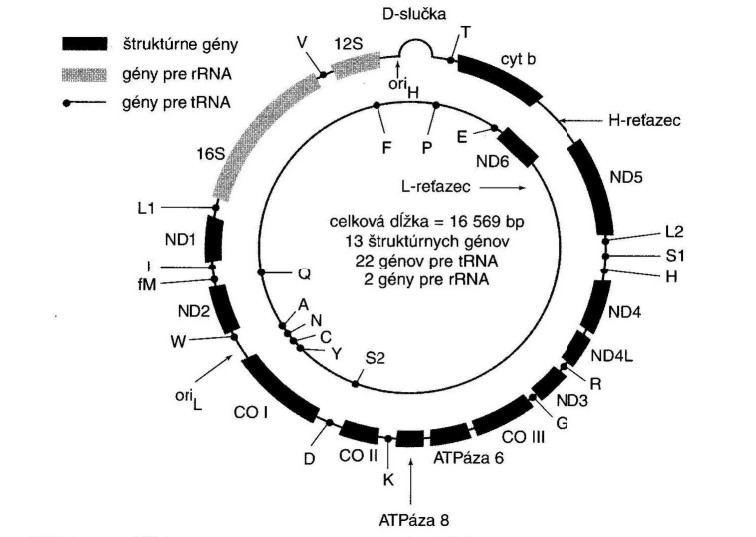 D-slučka
štruktúrne gény
gény pre rRNA
gény pre tRNA
V
12S
T
cyt b
ori H
H-reťazec
F
P
E
ND6
16S
ND5
L-reťazec
L1
celková dĺžka = 16 569 bp
13 štruktúrnych génov
22 génov pre tRNA
2 gény pre rRNA
ND1
L2
S1
I
H
fM
Q
ND2
A
N
C
Y
ND4
W
S2
ND4L
ori L
R
ND3
CO I
G
CO III
D
CO II
K
ATPáza 6
ATPáza 8